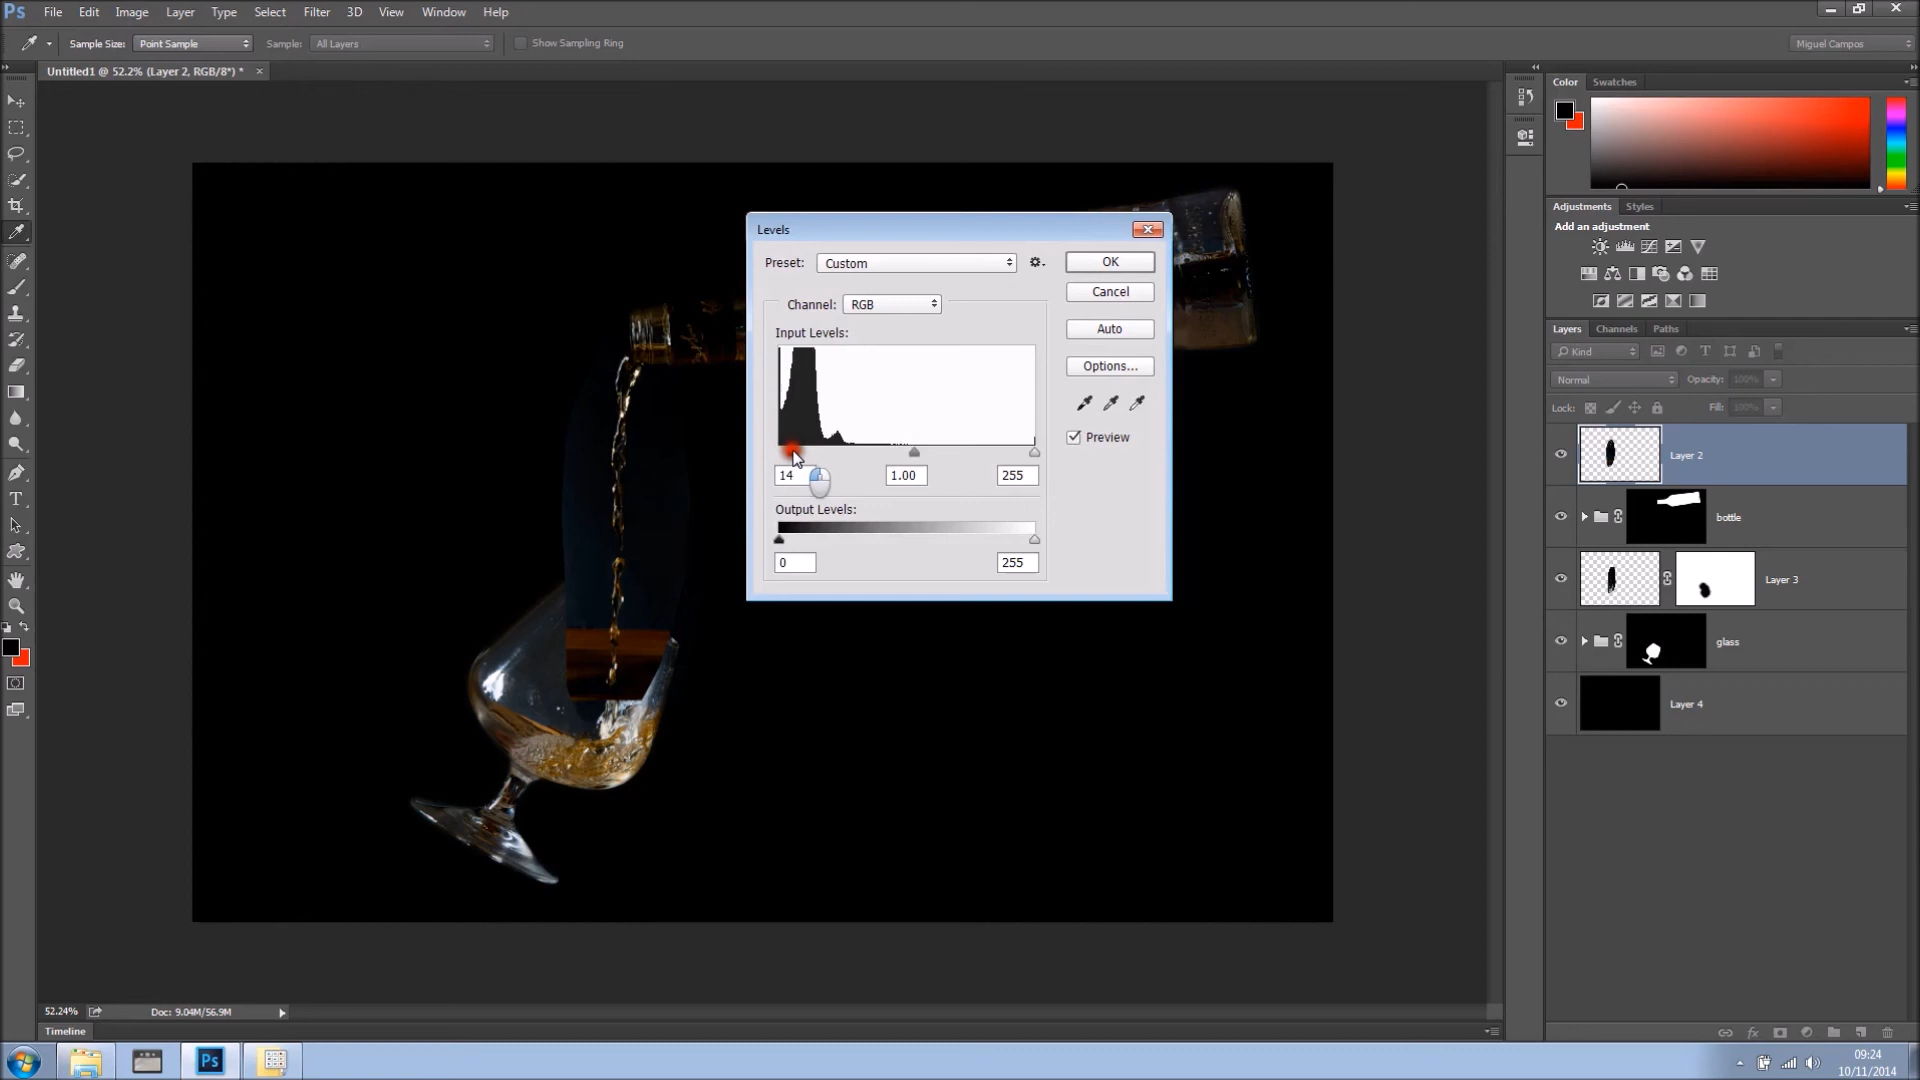 Ps File Edit Image Layer Type Select Filter 3D View Window Help
Sample Size: Point Sample Sample: All Layers Show Sampling Ring Miguel Campos
Untitled1 @ 52.2% (Layer 2, RGB/8*) *
Color Swatches
Adjustments Styles
Add an adjustment
Layers Channels Paths
Kind
Normal Opacity: 100%
Lock: Fill: 100%
Layer 2
bottle
Layer 3
glass
Layer 4
Levels
Preset: Custom OK
Cancel
Channel: RGB
Auto
Input Levels:
Options...
Preview
14 1.00 255
Output Levels:
0 255
52.24% Doc: 9.04M/56.9M
Timeline
Ps
09:24
10/11/2014